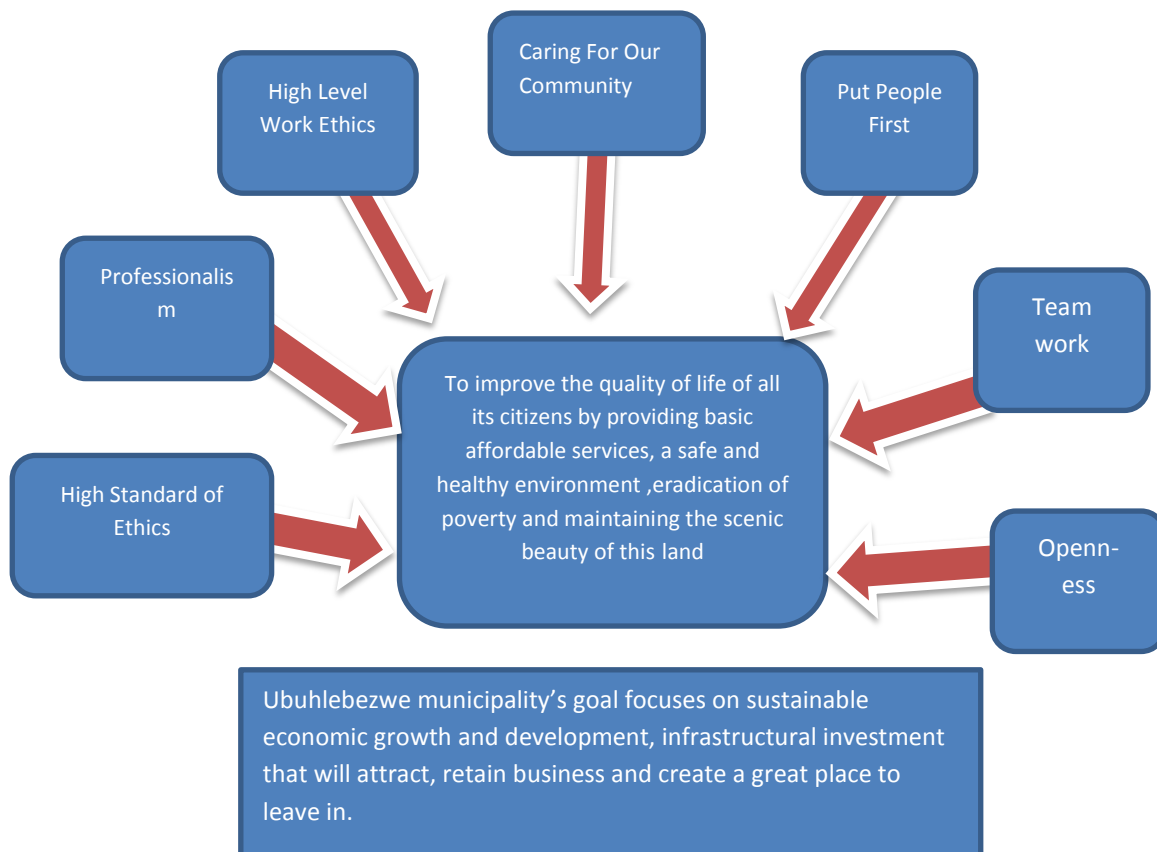 Caring For Our
Community
High Level
Work Ethics
Put People
First
Professionalis
m
Team
work
High Standard of
Ethics
Openn-
ess
To improve the quality of life of all
its citizens by providing basic
affordable services, a safe and
healthy environment ,eradication of
poverty and maintaining the scenic
beauty of this land
Ubuhlebezwe municipality’s goal focuses on sustainable
economic growth and development, infrastructural investment
that will attract, retain business and create a great place to
leave in.